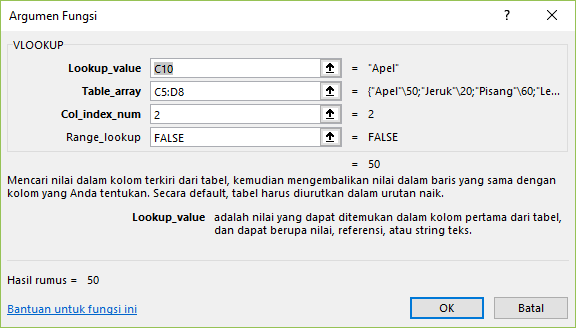 Argumen Fungsi ? ×
VLOOKUP
Lookup_value C10 = "Apel"
Table_array C5:D8 = {"Apel"\50;"Jeruk"\20;"Pisang"\60;"Le...
Col_index_num 2 = 2
Range_lookup FALSE = FALSE
= 50
Mencari nilai dalam kolom terkiri dari tabel, kemudian mengembalikan nilai dalam baris yang sama dengan
kolom yang Anda tentukan. Secara default, tabel harus diurutkan dalam urutan naik.
Lookup_value adalah nilai yang dapat ditemukan dalam kolom pertama dari tabel,
dan dapat berupa nilai, referensi, atau string teks.
Hasil rumus = 50
Bantuan untuk fungsi ini OK Batal